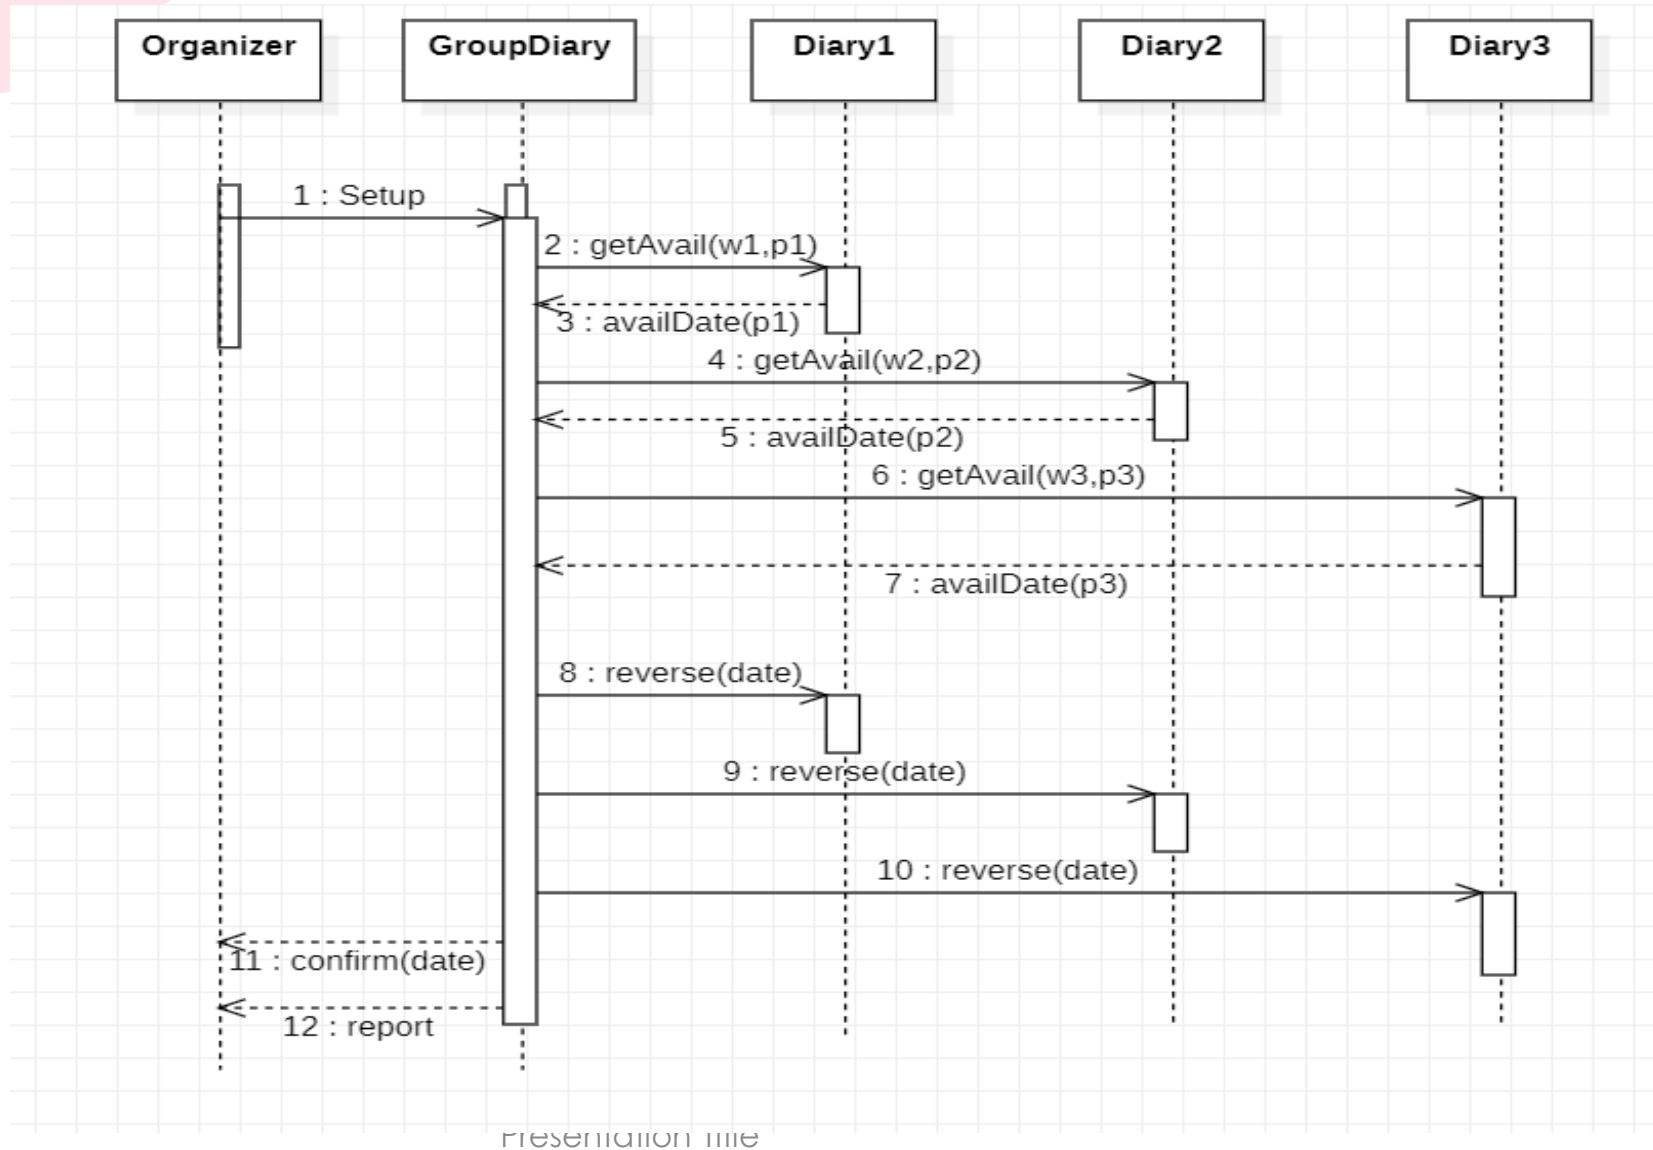 Organizer
GroupDiary
Diary1
Diary2
Diary3
1 : Setup
2 : getAvail(w1,p1)
3 : availDate(p1)
4 : getAvail(w2,p2)
5 : availDate(p2)
6 : getAvail(w3,p3)
7 : availDate(p3)
8 : reverse(date)
9 : reverse(date)
10 : reverse(date)
11 : confirm(date)
12 : report
Presentation Title